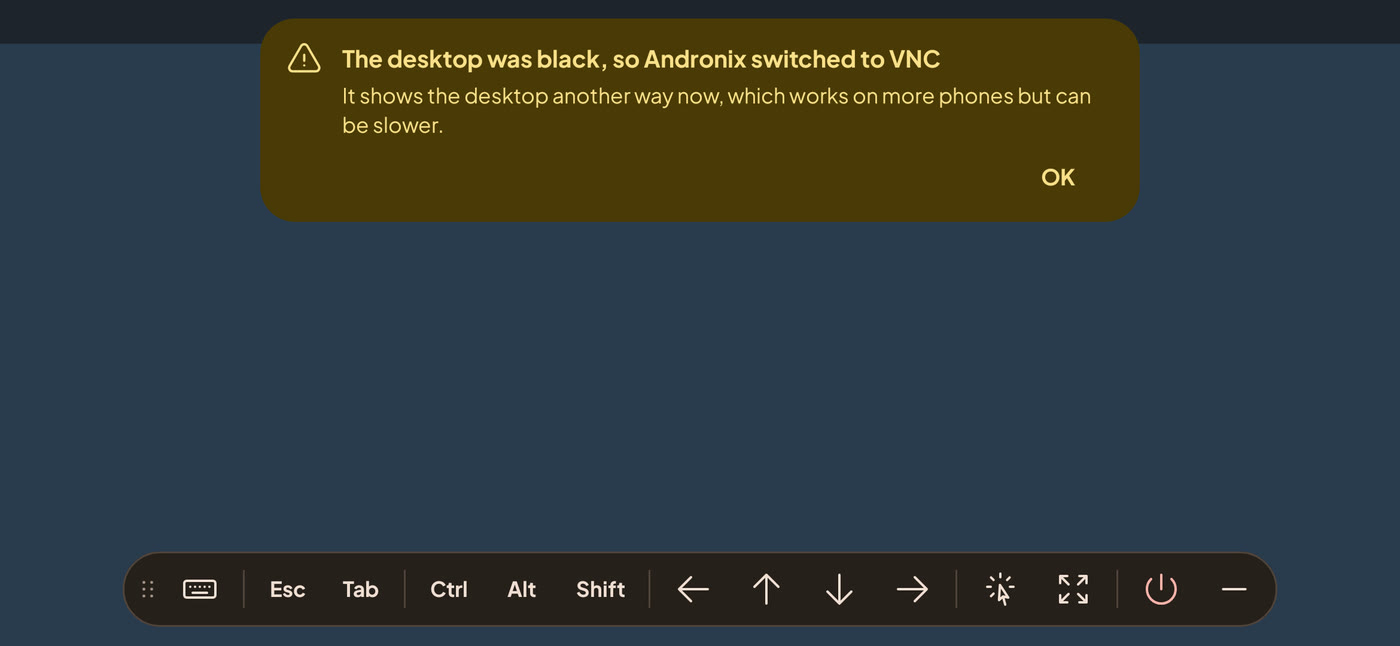 The desktop was black, so Andronix switched to VNC
It shows the desktop another way now, which works on more phones but can
be slower.
OK
Esc Tab Ctrl Alt Shift